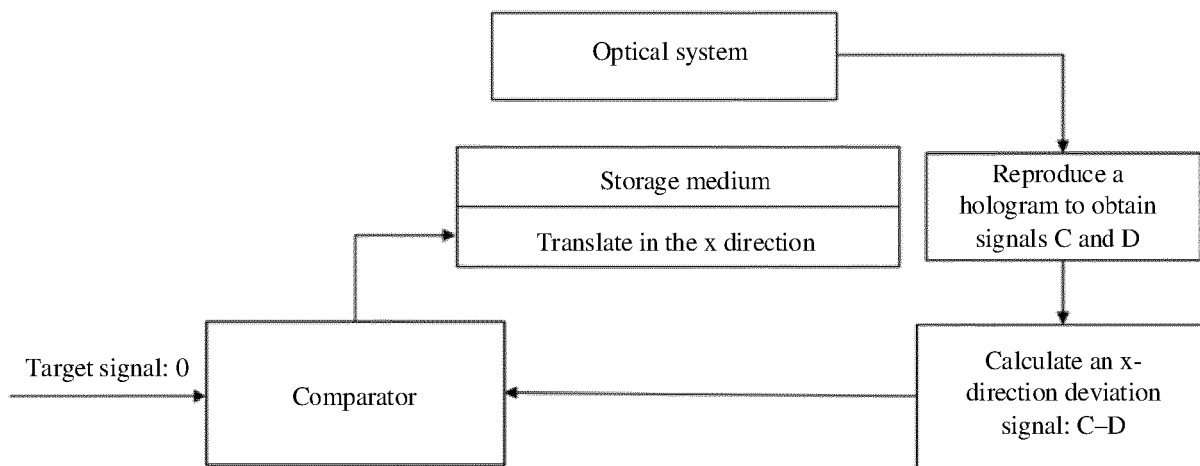 Optical system
Storage medium
Translate in the x direction
Reproduce a
hologram to obtain
signals C and D
Target signal: 0
Comparator
Calculate an x-
direction deviation
signal: C–D